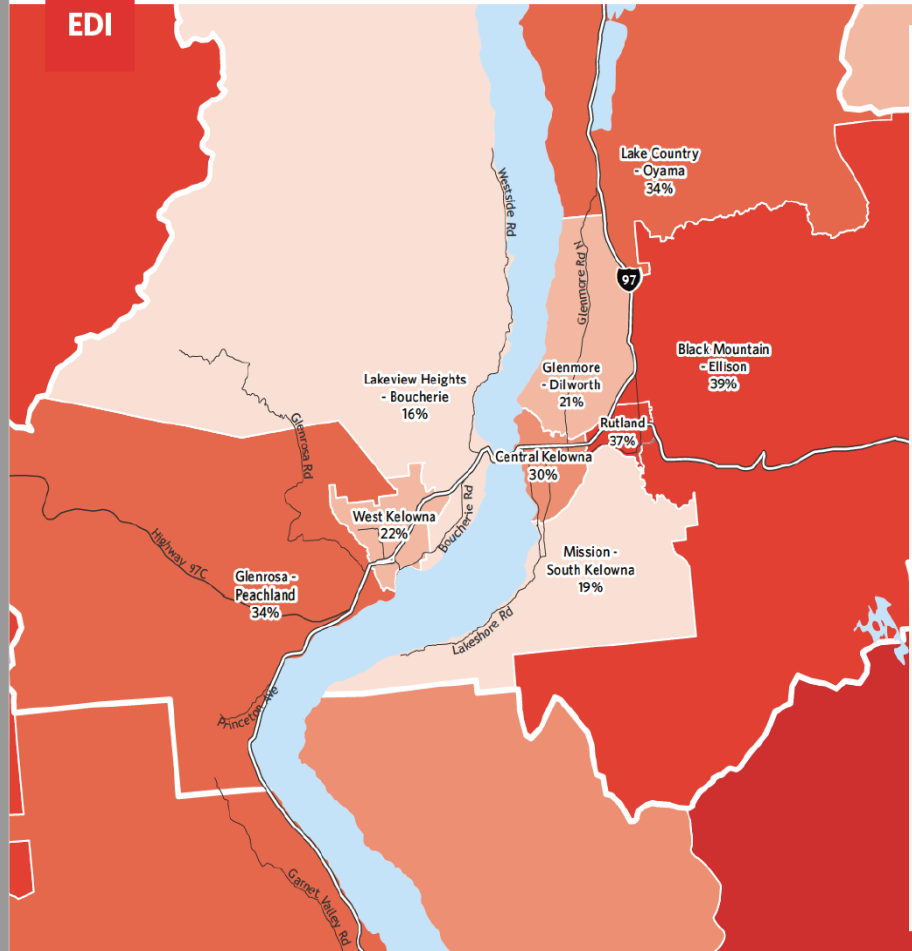 EDI
Lake Country
- Oyama
34%
Westside Rd
Glenmore Rd N
97
Black Mountain
- Ellison
39%
Lakeview Heights
- Boucherie
16%
Glenmore
- Dilworth
21%
Glenrosa Rd
Rutland
37%
Central Kelowna
30%
West Kelowna
22%
Boucherie Rd
Highway 97C
Mission -
South Kelowna
19%
Glenrosa -
Peachland
34%
Lakeshore Rd
Princeton Ave
Garnet Valley Rd